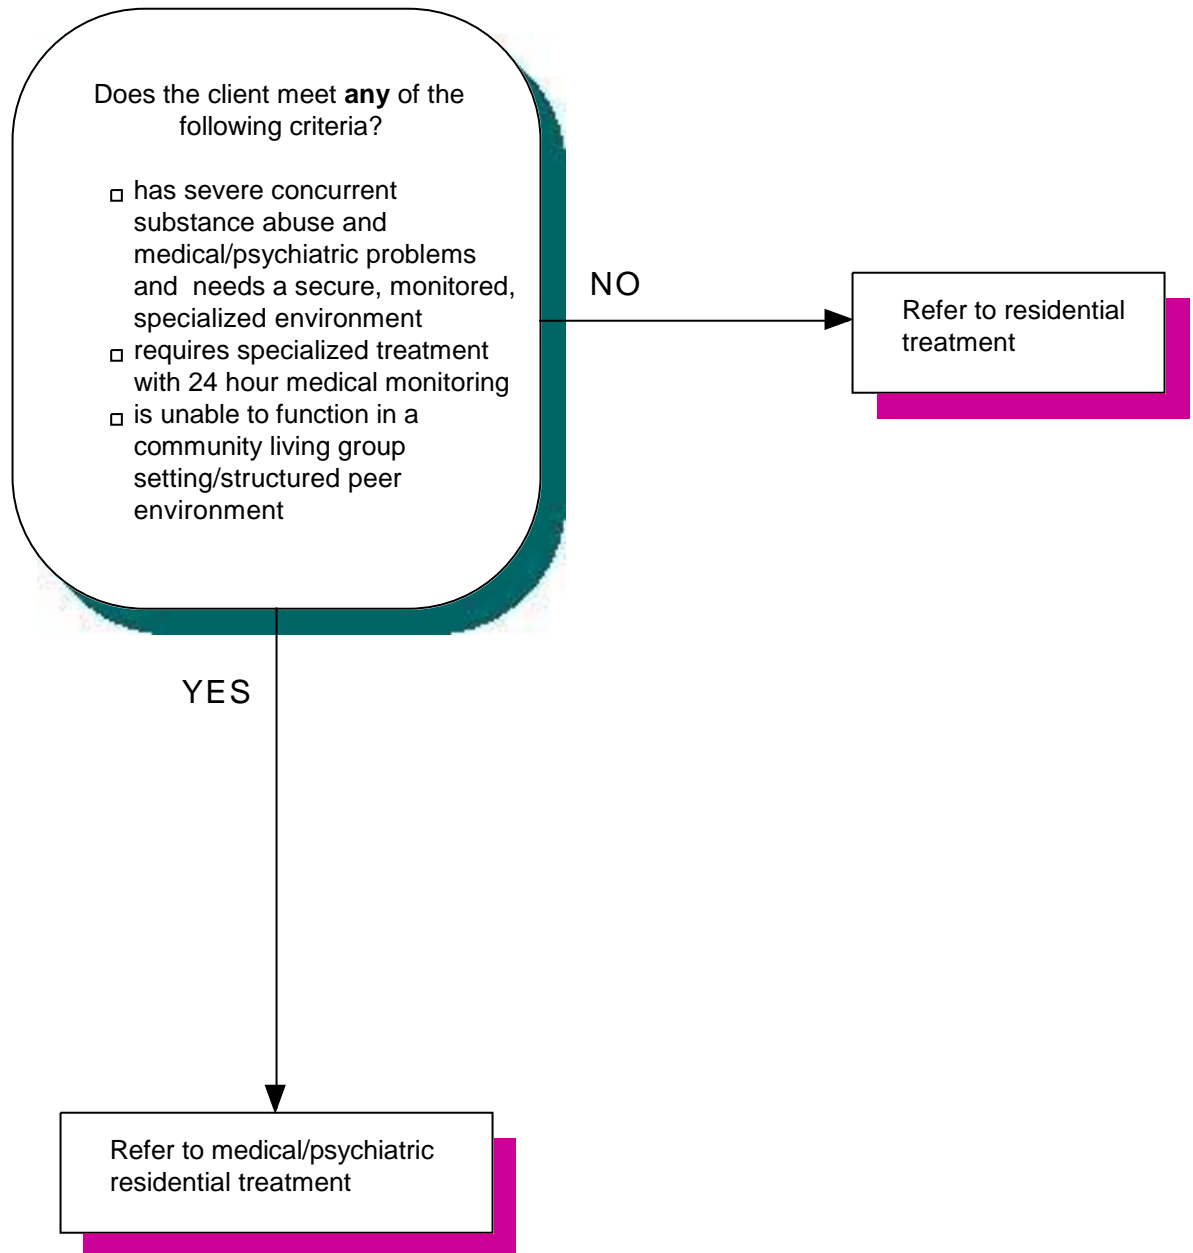 Does the client meet any of the
following criteria?
has severe concurrent
substance abuse and
medical/psychiatric problems
and  needs a secure, monitored,
specialized environment
requires specialized treatment
with 24 hour medical monitoring
is unable to function in a
community living group
setting/structured peer
environment
NO
Refer to residential
treatment
YES
Refer to medical/psychiatric
residential treatment